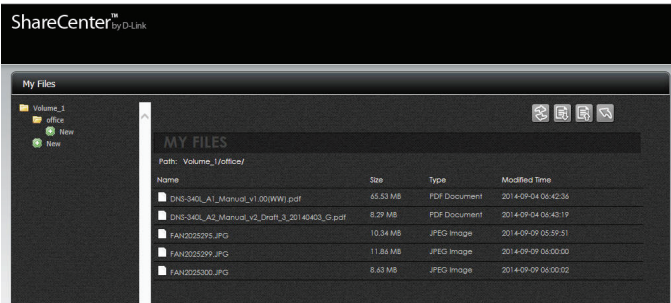 ShareCenter™ by D-Link
My Files
Volume_1
office
New
New
MY FILES
Path: Volume_1/office/
Name Size Type Modified Time
DNS-340L_A1_Manual_v1.00(WW).pdf 65.53 MB PDF Document 2014-09-04 06:42:36
DNS-340L_A2_Manual_v2_Draft_3_20140403_G.pdf 8.29 MB PDF Document 2014-09-04 06:43:19
FAN2025295.JPG 10.34 MB JPEG Image 2014-09-09 05:59:51
FAN2025299.JPG 11.86 MB JPEG Image 2014-09-09 06:00:00
FAN2025300.JPG 8.63 MB JPEG Image 2014-09-09 06:00:02